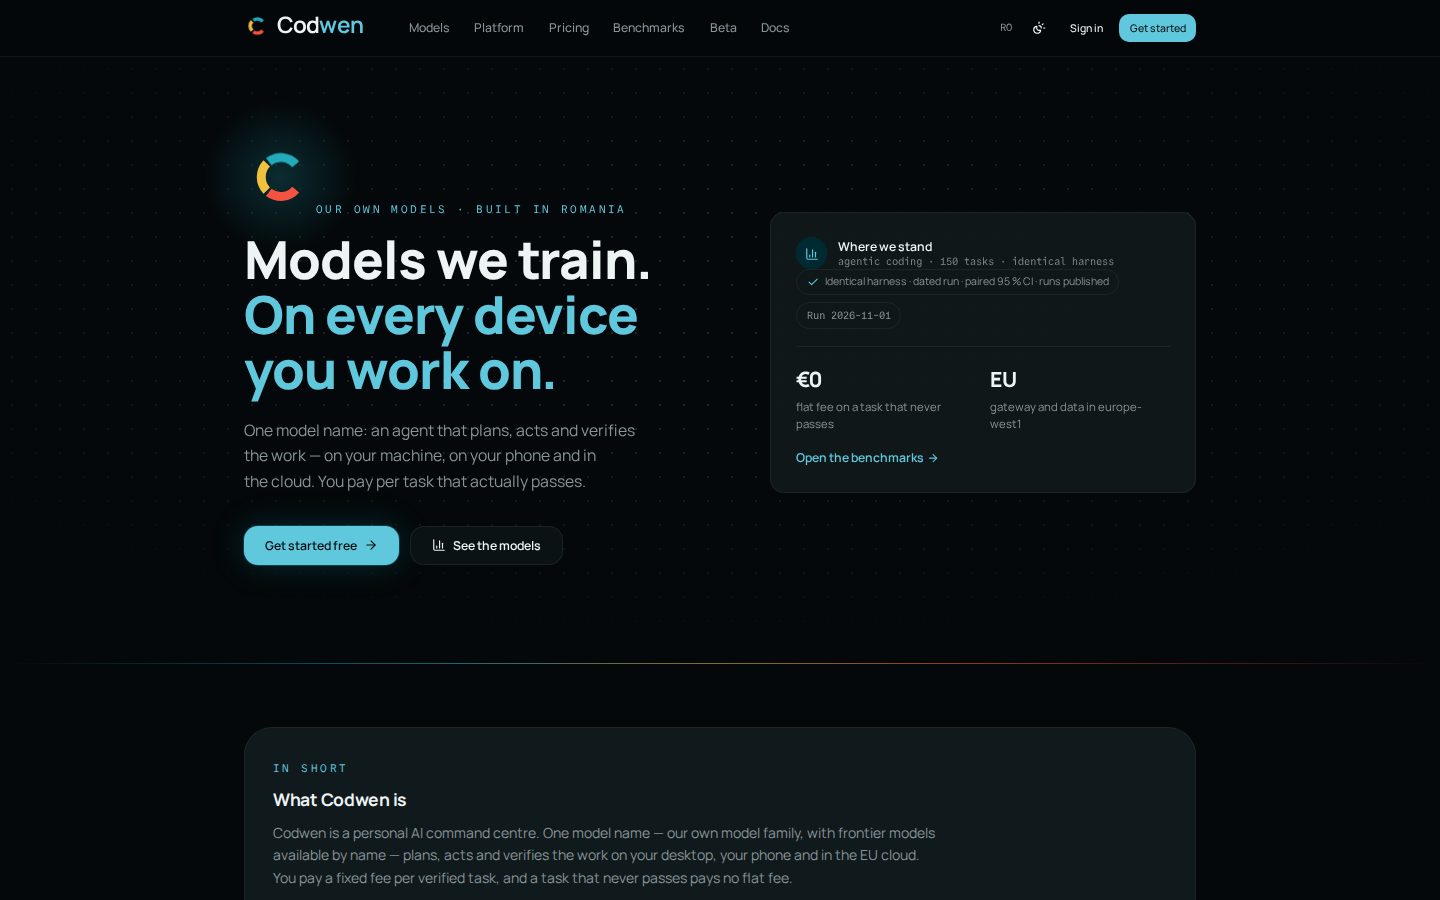 Codwen
Models
Platform
Pricing
Benchmarks
Beta
Docs
RO
Sign in
Get started
OUR OWN MODELS · BUILT IN ROMANIA
Models we train.
On every device
you work on.
One model name: an agent that plans, acts and verifies
the work — on your machine, on your phone and in
the cloud. You pay per task that actually passes.
Get started free →
See the models
Where we stand
agentic coding · 150 tasks · identical harness
Identical harness · dated run · paired 95 % CI · runs published
Run 2026-11-01
€0
flat fee on a task that never
passes
EU
gateway and data in europe-
west1
Open the benchmarks →
IN SHORT
What Codwen is
Codwen is a personal AI command centre. One model name — our own model family, with frontier models
available by name — plans, acts and verifies the work on your desktop, your phone and in the EU cloud.
You pay a fixed fee per verified task, and a task that never passes pays no flat fee.